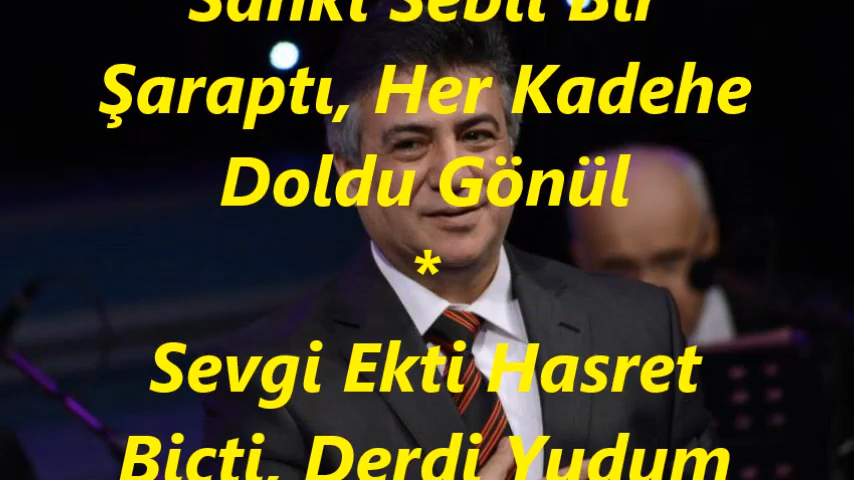 Sanki Sebil Bir
Şaraptı, Her Kadehe
Doldu Gönül
*
Sevgi Ekti Hasret
Biçti, Derdi Yudum